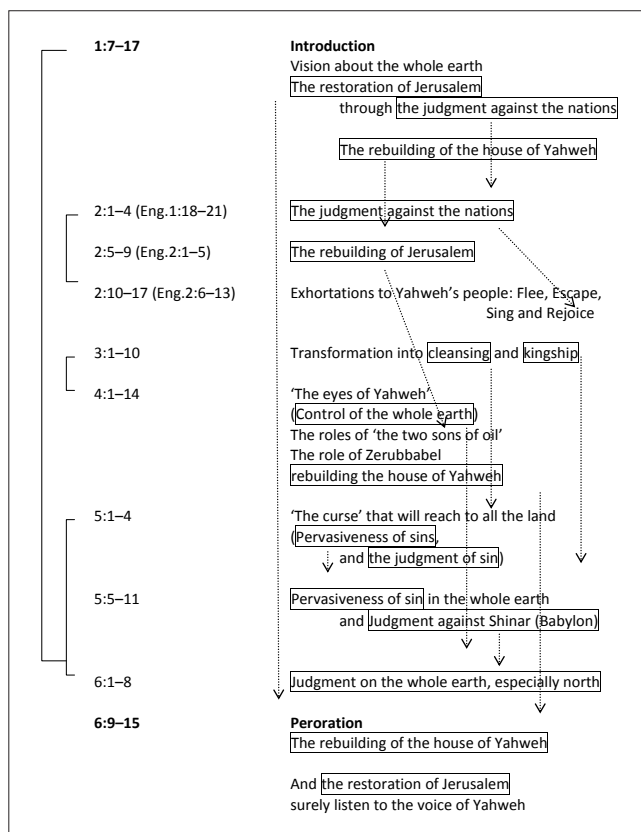 1:7–17 Introduction
Vision about the whole earth
The restoration of Jerusalem
through the judgment against the nations
The rebuilding of the house of Yahweh
2:1–4 (Eng.1:18–21) The judgment against the nations
2:5–9 (Eng.2:1–5) The rebuilding of Jerusalem
2:10–17 (Eng.2:6–13) Exhortations to Yahweh's people: Flee, Escape,
Sing and Rejoice
3:1–10 Transformation into cleansing and kingship
4:1–14 'The eyes of Yahweh'
(Control of the whole earth)
The roles of 'the two sons of oil'
The role of Zerubbabel
rebuilding the house of Yahweh
5:1–4 'The curse' that will reach to all the land
(Pervasiveness of sins,
and the judgment of sin)
5:5–11 Pervasiveness of sin in the whole earth
and Judgment against Shinar (Babylon)
6:1–8 Judgment on the whole earth, especially north
6:9–15 Peroration
The rebuilding of the house of Yahweh
And the restoration of Jerusalem
surely listen to the voice of Yahweh